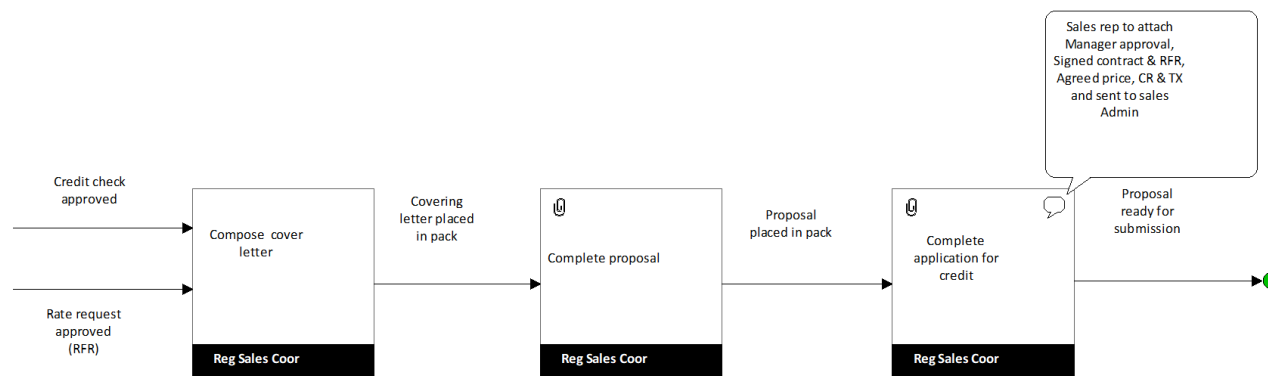 Sales rep to attach
Manager approval,
Signed contract & RFR,
Agreed price, CR & TX
and sent to sales
Admin
Credit check
approved
Rate request
approved
(RFR)
Compose cover
letter
Reg Sales Coor
Covering
letter placed
in pack
Complete proposal
Reg Sales Coor
Proposal
placed in pack
Complete
application for
credit
Reg Sales Coor
Proposal
ready for
submission